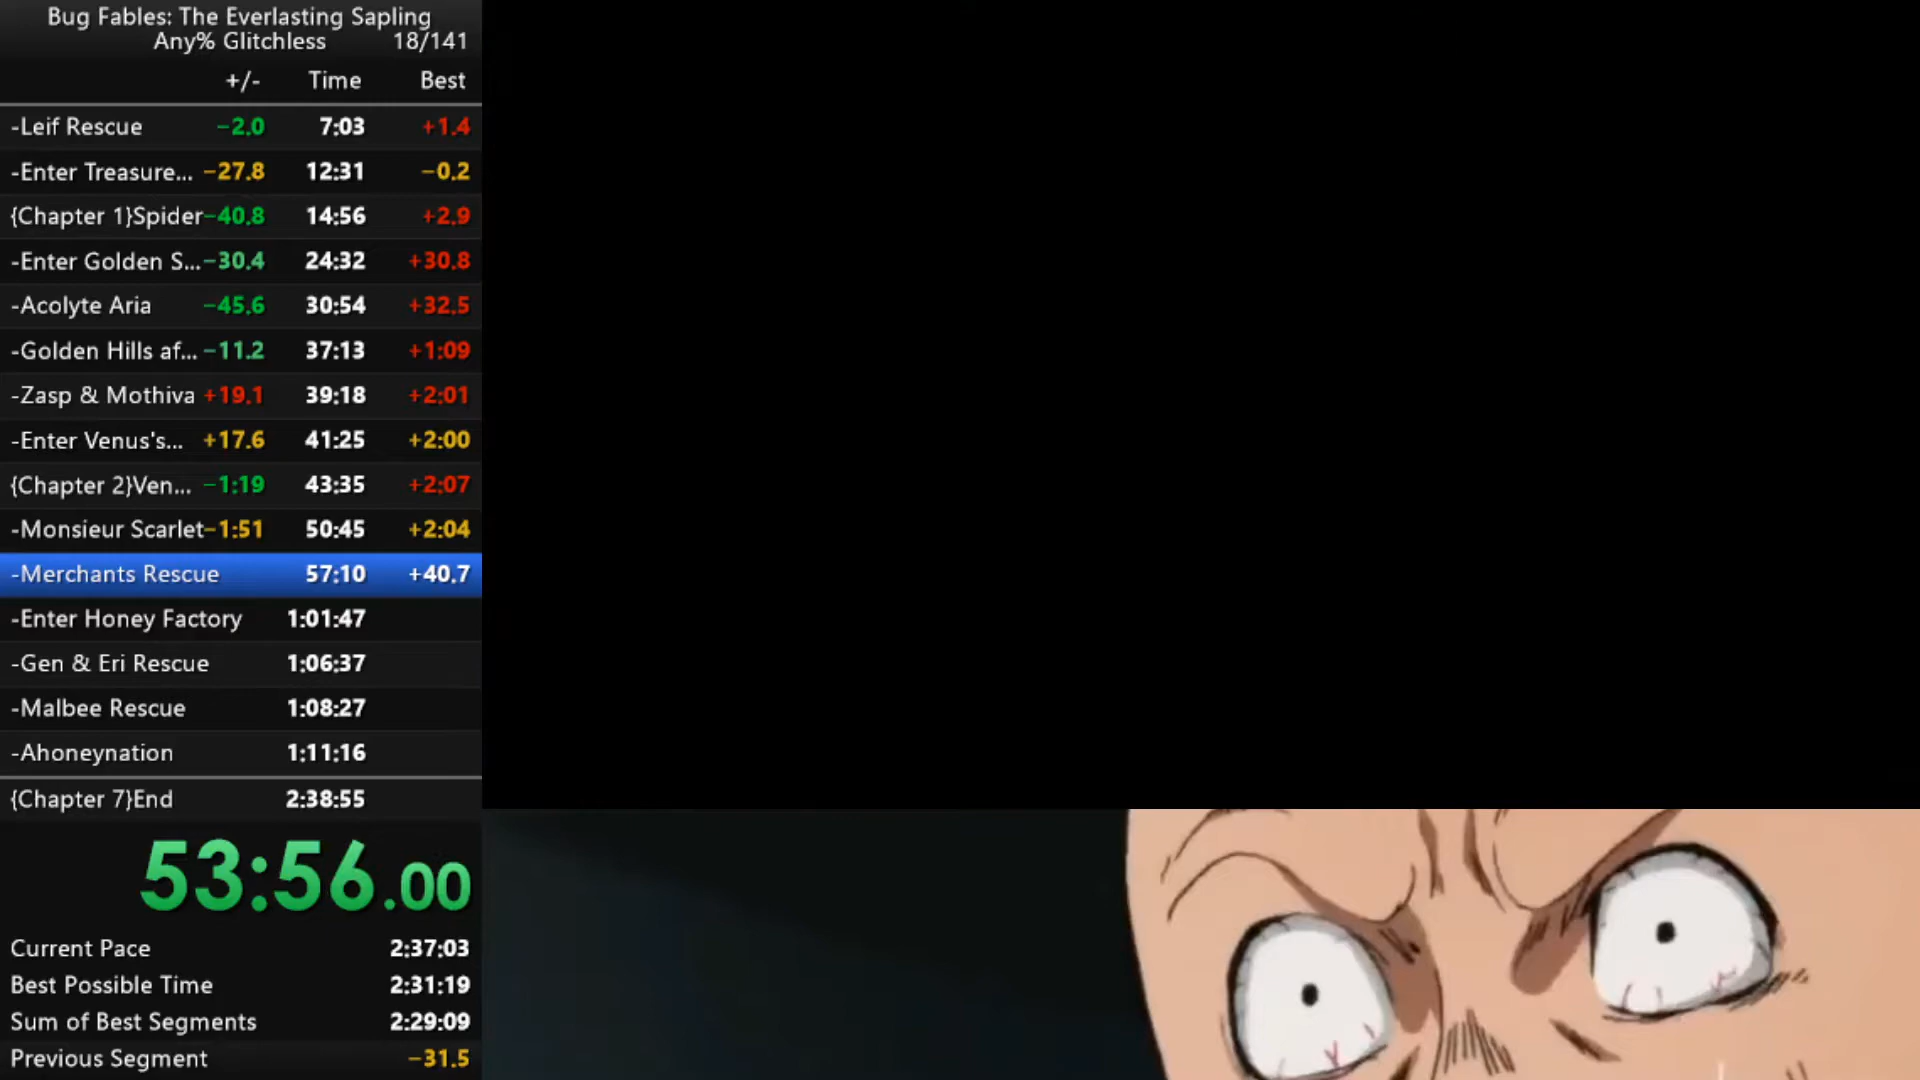 Bug Fables: The Everlasting Sapling
Any% Glitchless 18/141
+/- Time Best
-Leif Rescue −2.0 7:03 +1.4
-Enter Treasure... −27.8 12:31 −0.2
{Chapter 1}Spider −40.8 14:56 +2.9
-Enter Golden S... −30.4 24:32 +30.8
-Acolyte Aria −45.6 30:54 +32.5
-Golden Hills af... −11.2 37:13 +1:09
-Zasp & Mothiva +19.1 39:18 +2:01
-Enter Venus's... +17.6 41:25 +2:00
{Chapter 2}Ven... −1:19 43:35 +2:07
-Monsieur Scarlet −1:51 50:45 +2:04
-Merchants Rescue 57:10 +40.7
-Enter Honey Factory 1:01:47
-Gen & Eri Rescue 1:06:37
-Malbee Rescue 1:08:27
-Ahoneynation 1:11:16
{Chapter 7}End 2:38:55
53:56.00
Current Pace 2:37:03
Best Possible Time 2:31:19
Sum of Best Segments 2:29:09
Previous Segment −31.5